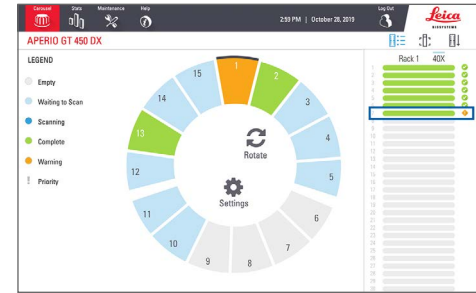 Carousel Stats Maintenance Help
2:59 PM | October 28, 2019
Log Out
Leica
BIOSYSTEMS
APERIO GT 450 DX
LEGEND
Empty
Waiting to Scan
Scanning
Complete
Warning
! Priority
1
2
3
4
5
6
7
8
9
10
11
12
13
14
15
Rotate
Settings
Rack 1 40X